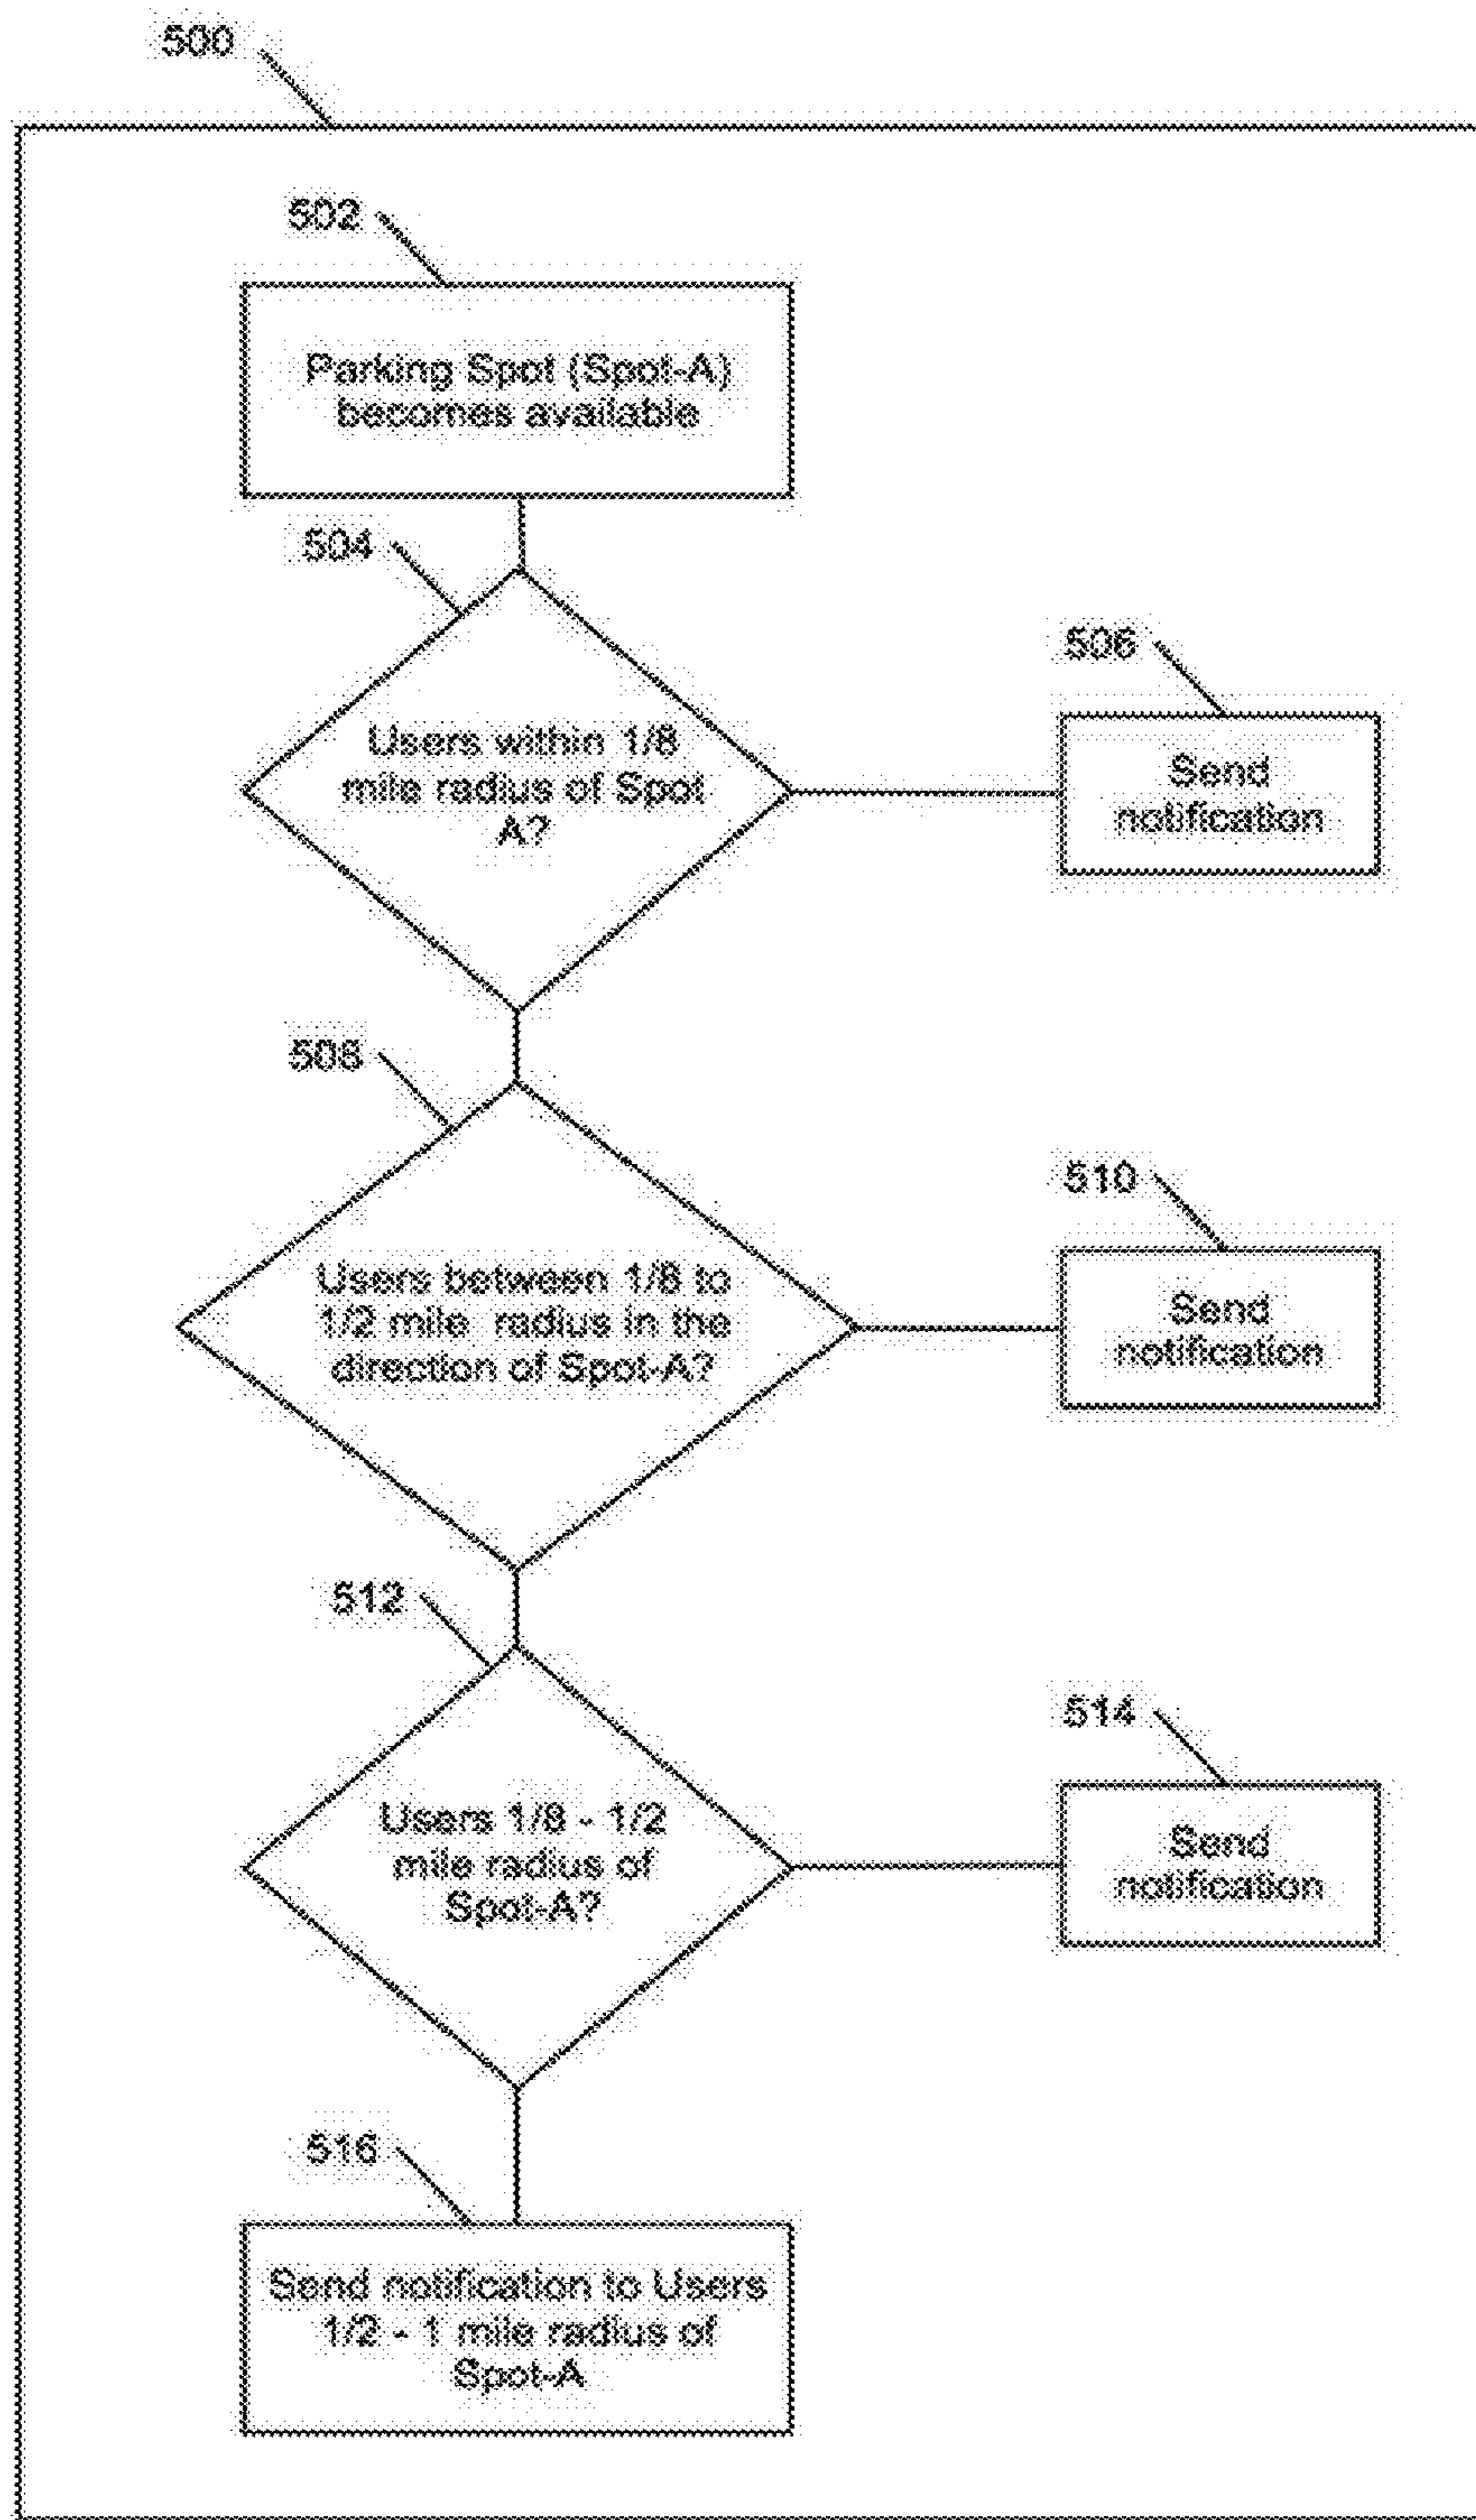 500
502
Parking Spot (Spot-A)
becomes available
504
Users within 1/8
mile radius of Spot
A?
506
Send
notification
508
Users between 1/8 to
1/2 mile radius in the
direction of Spot-A?
510
Send
notification
512
Users 1/8 - 1/2
mile radius of
Spot-A?
514
Send
notification
516
Send notification to Users
1/2 - 1 mile radius of
Spot-A